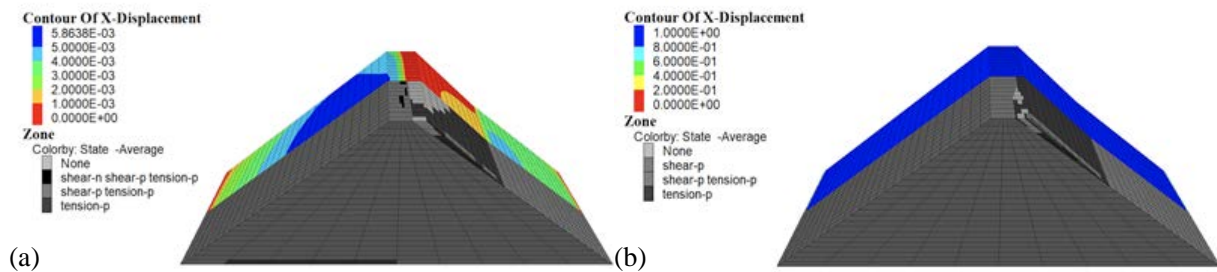 Contour Of X-Displacement
5.8638E-03
5.0000E-03
4.0000E-03
3.0000E-03
2.0000E-03
1.0000E-03
0.0000E+00
Zone
Colorby: State -Average
None
shear-n shear-p tension-p
shear-p tension-p
tension-p
(a)
Contour Of X-Displacement
1.0000E+00
8.0000E-01
6.0000E-01
4.0000E-01
2.0000E-01
0.0000E+00
Zone
Colorby: State -Average
None
shear-p
shear-p tension-p
tension-p
(b)